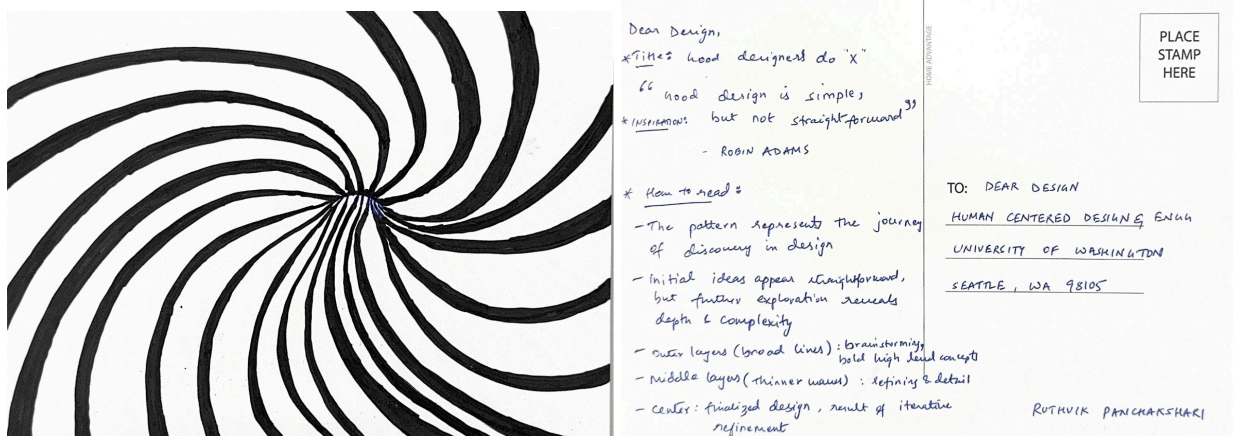 Dear Design,
* Title: Good designers do "X"
"Good design is simple,
* INSPIRATION: but not straightforward"
- ROBIN ADAMS
* How to read:
- The pattern represents the journey
of discovery in design
- Initial ideas appear straightforward,
but further exploration reveals
depth & complexity
- outer layers (broad lines) : brainstorming,
bold high level concepts
- Middle layers (thinner waves) : refining & detail
- center : finalized design, result of iterative
refinement
HOME ADVANTAGE
PLACE
STAMP
HERE
TO: DEAR DESIGN
HUMAN CENTERED DESIGN & ENGG
UNIVERSITY OF WASHINGTON
SEATTLE, WA 98105
RUTHVIK PANCHAKSHARI